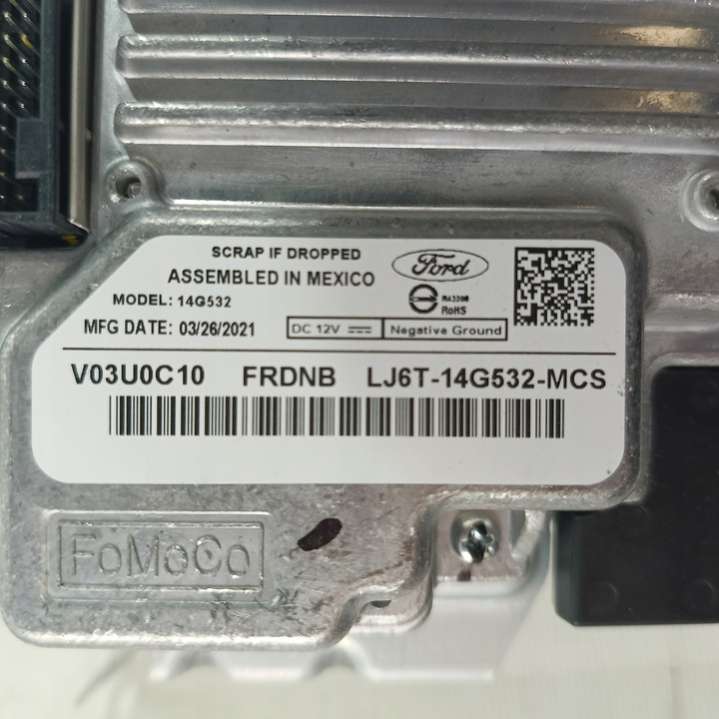 SCRAP IF DROPPED
ASSEMBLED IN MEXICO
Ford
MODEL: 14G532
RoHS
MFG DATE: 03/26/2021
DC 12V
Negative Ground
V03U0C10 FRDNB LJ6T-14G532-MCS
FoMoCo